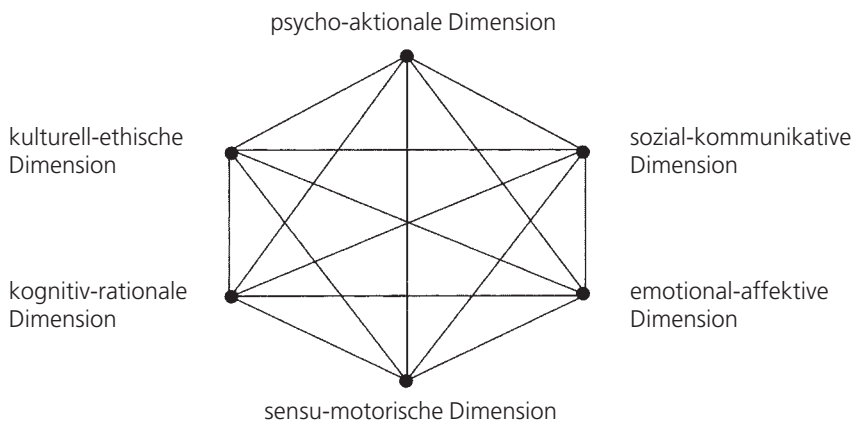 psycho-aktionale Dimension
kulturell-ethische
Dimension
sozial-kommunikative
Dimension
kognitiv-rationale
Dimension
emotional-affektive
Dimension
sensu-motorische Dimension